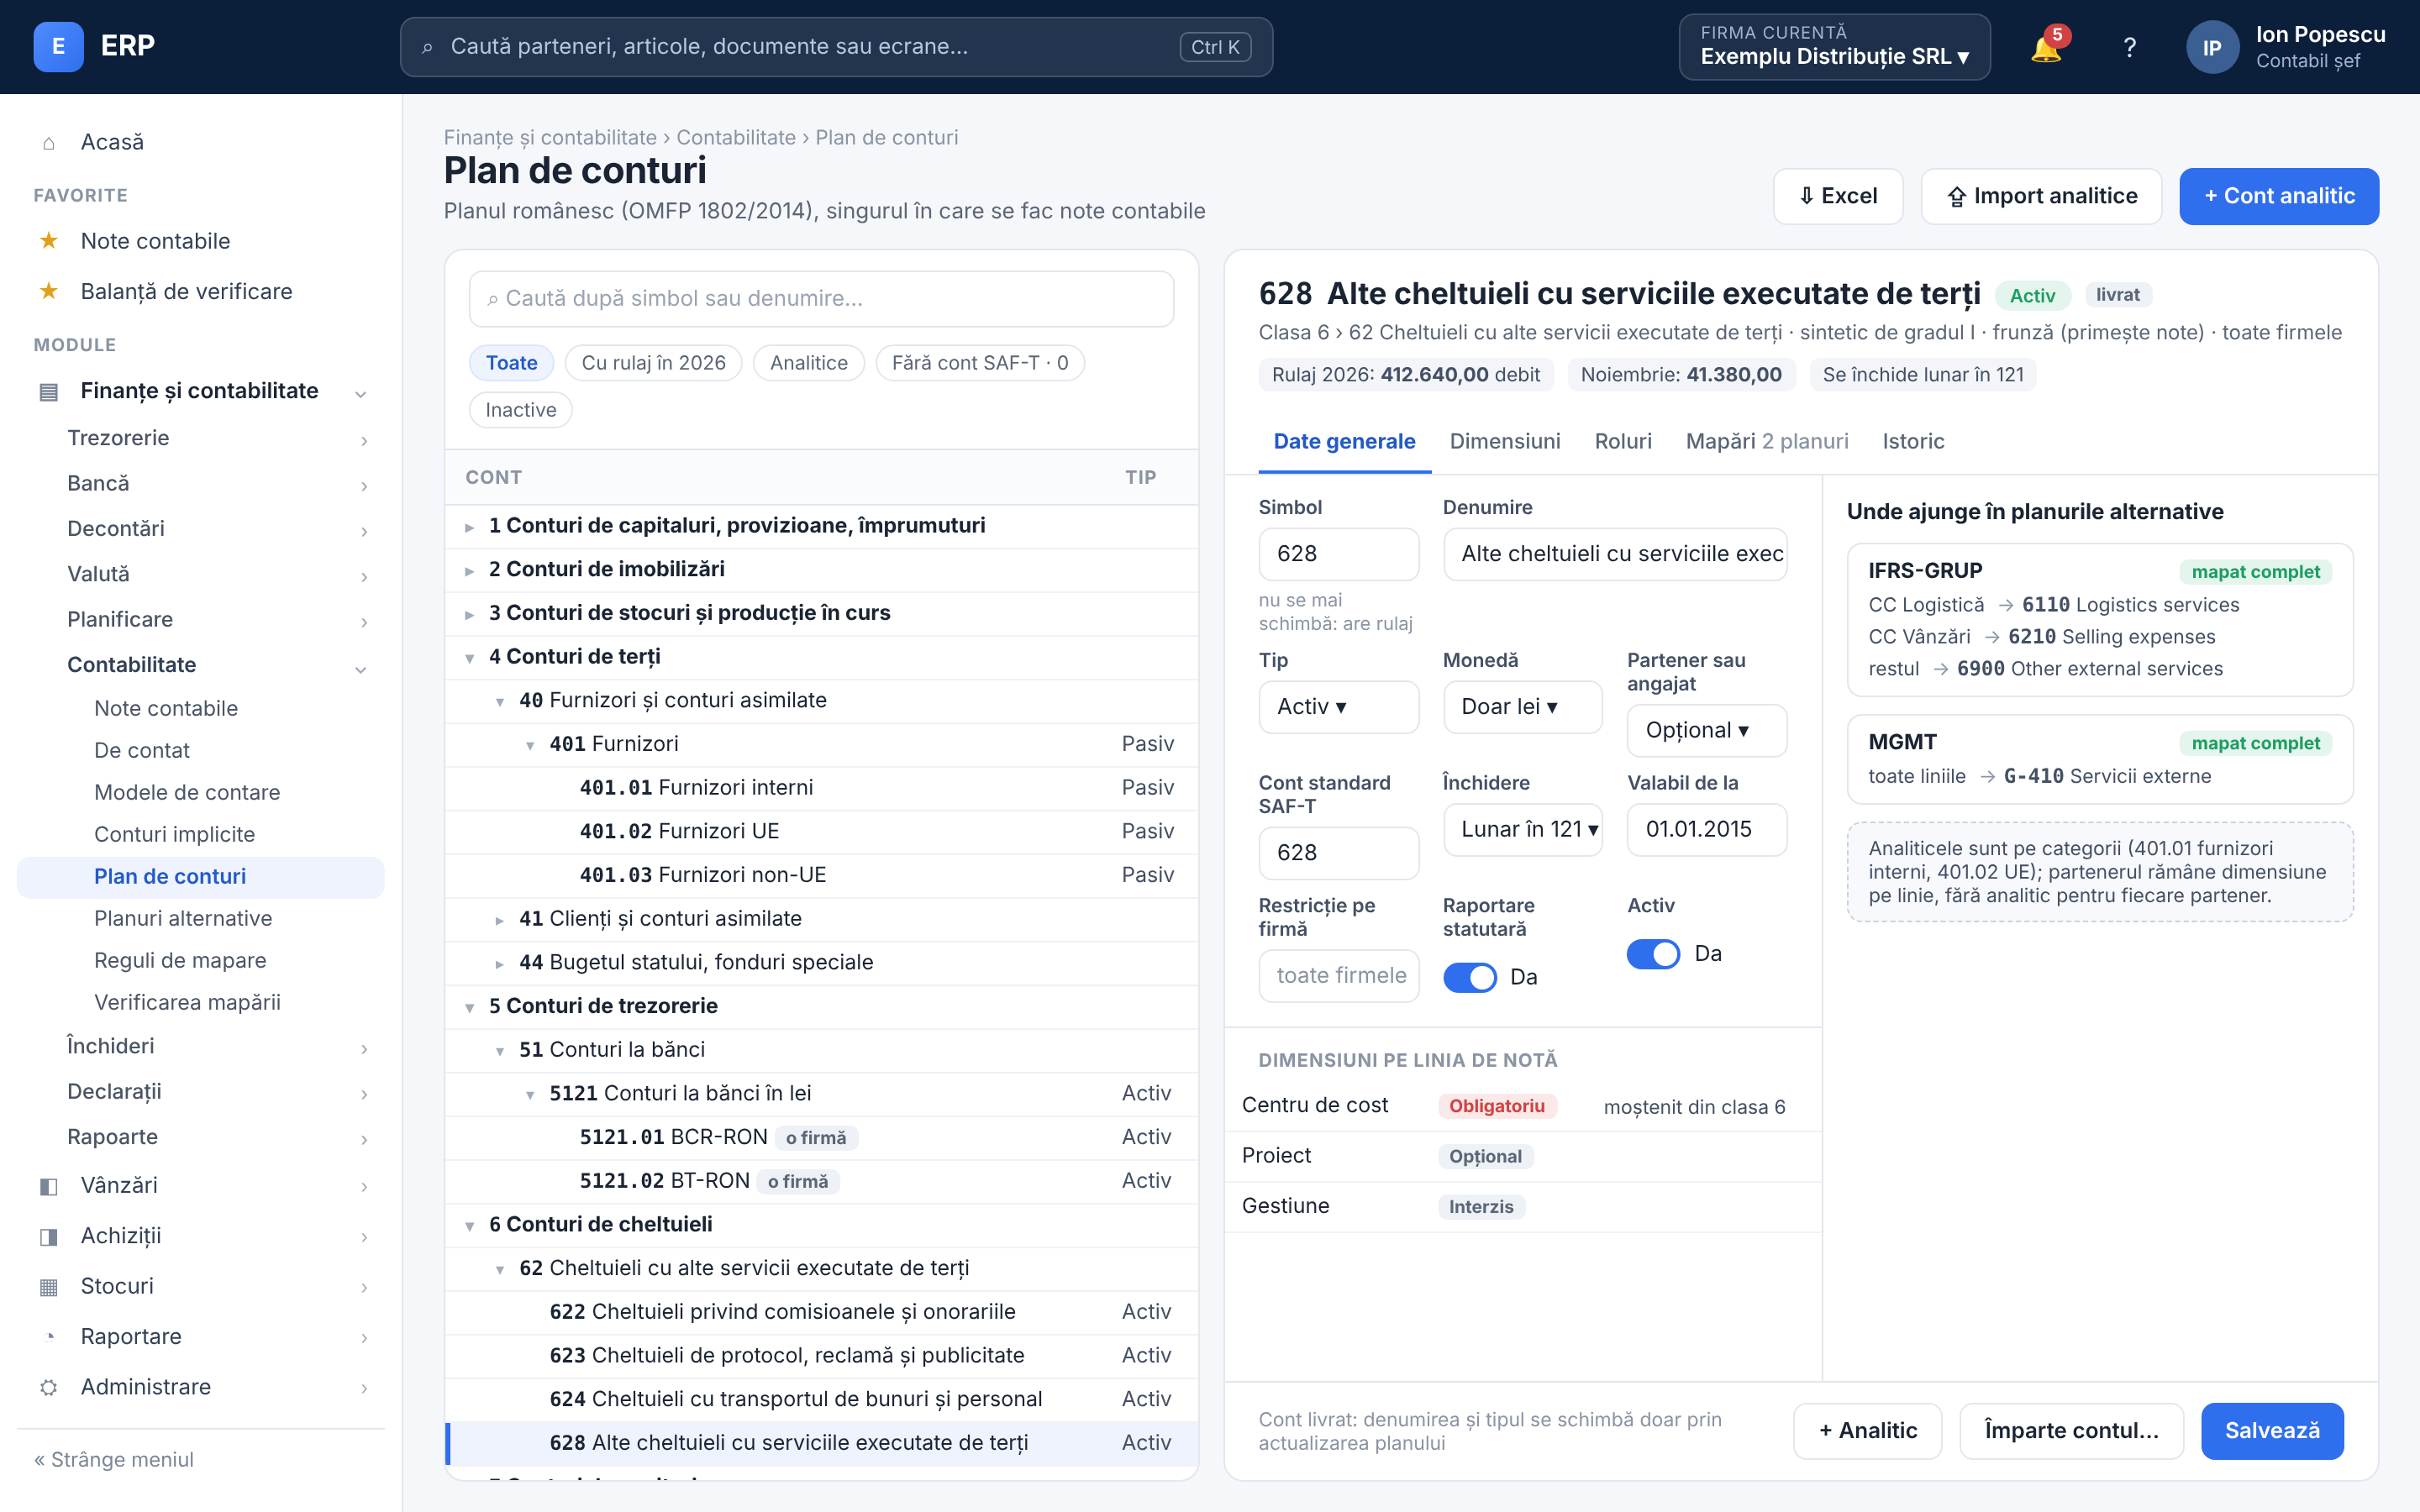 E ERP
Caută parteneri, articole, documente sau ecrane... Ctrl K
FIRMA CURENTĂ
Exemplu Distribuție SRL ▾
5
?
IP
Ion Popescu
Contabil șef
Acasă
FAVORITE
★ Note contabile
★ Balanță de verificare
MODULE
Finanțe și contabilitate
Trezorerie ›
Bancă ›
Decontări ›
Valută ›
Planificare ›
Contabilitate
Note contabile
De contat
Modele de contare
Conturi implicite
Plan de conturi
Planuri alternative
Reguli de mapare
Verificarea mapării
Închideri ›
Declarații ›
Rapoarte ›
Vânzări ›
Achiziții ›
Stocuri ›
Raportare ›
Administrare ›
« Strânge meniul
Finanțe și contabilitate › Contabilitate › Plan de conturi
Plan de conturi
Planul românesc (OMFP 1802/2014), singurul în care se fac note contabile
⇩ Excel
⇪ Import analitice
+ Cont analitic
Caută după simbol sau denumire...
Toate
Cu rulaj în 2026
Analitice
Fără cont SAF-T · 0
Inactive
CONT TIP
▸ 1 Conturi de capitaluri, provizioane, împrumuturi
▸ 2 Conturi de imobilizări
▸ 3 Conturi de stocuri și producție în curs
▾ 4 Conturi de terți
▾ 40 Furnizori și conturi asimilate
▾ 401 Furnizori Pasiv
401.01 Furnizori interni Pasiv
401.02 Furnizori UE Pasiv
401.03 Furnizori non-UE Pasiv
▸ 41 Clienți și conturi asimilate
▸ 44 Bugetul statului, fonduri speciale
▾ 5 Conturi de trezorerie
▾ 51 Conturi la bănci
▾ 5121 Conturi la bănci în lei Activ
5121.01 BCR-RON o firmă Activ
5121.02 BT-RON o firmă Activ
▾ 6 Conturi de cheltuieli
▾ 62 Cheltuieli cu alte servicii executate de terți
622 Cheltuieli privind comisioanele și onorariile Activ
623 Cheltuieli de protocol, reclamă și publicitate Activ
624 Cheltuieli cu transportul de bunuri și personal Activ
628 Alte cheltuieli cu serviciile executate de terți Activ
628 Alte cheltuieli cu serviciile executate de terți Activ livrat
Clasa 6 › 62 Cheltuieli cu alte servicii executate de terți · sintetic de gradul I · frunză (primește note) · toate firmele
Rulaj 2026: 412.640,00 debit
Noiembrie: 41.380,00
Se închide lunar în 121
Date generale
Dimensiuni
Roluri
Mapări 2 planuri
Istoric
Simbol
628
nu se mai
schimbă: are rulaj
Denumire
Alte cheltuieli cu serviciile exec
Tip
Activ ▾
Monedă
Doar lei ▾
Partener sau
angajat
Opțional ▾
Cont standard
SAF-T
628
Închidere
Lunar în 121 ▾
Valabil de la
01.01.2015
Restricție pe
firmă
toate firmele
Raportare
statutară
Da
Activ
Da
DIMENSIUNI PE LINIA DE NOTĂ
Centru de cost Obligatoriu moștenit din clasa 6
Proiect Opțional
Gestiune Interzis
Unde ajunge în planurile alternative
IFRS-GRUP mapat complet
CC Logistică → 6110 Logistics services
CC Vânzări → 6210 Selling expenses
restul → 6900 Other external services
MGMT mapat complet
toate liniile → G-410 Servicii externe
Analiticele sunt pe categorii (401.01 furnizori
interni, 401.02 UE); partenerul rămâne dimensiune
pe linie, fără analitic pentru fiecare partener.
Cont livrat: denumirea și tipul se schimbă doar prin
actualizarea planului
+ Analitic
Împarte contul...
Salvează